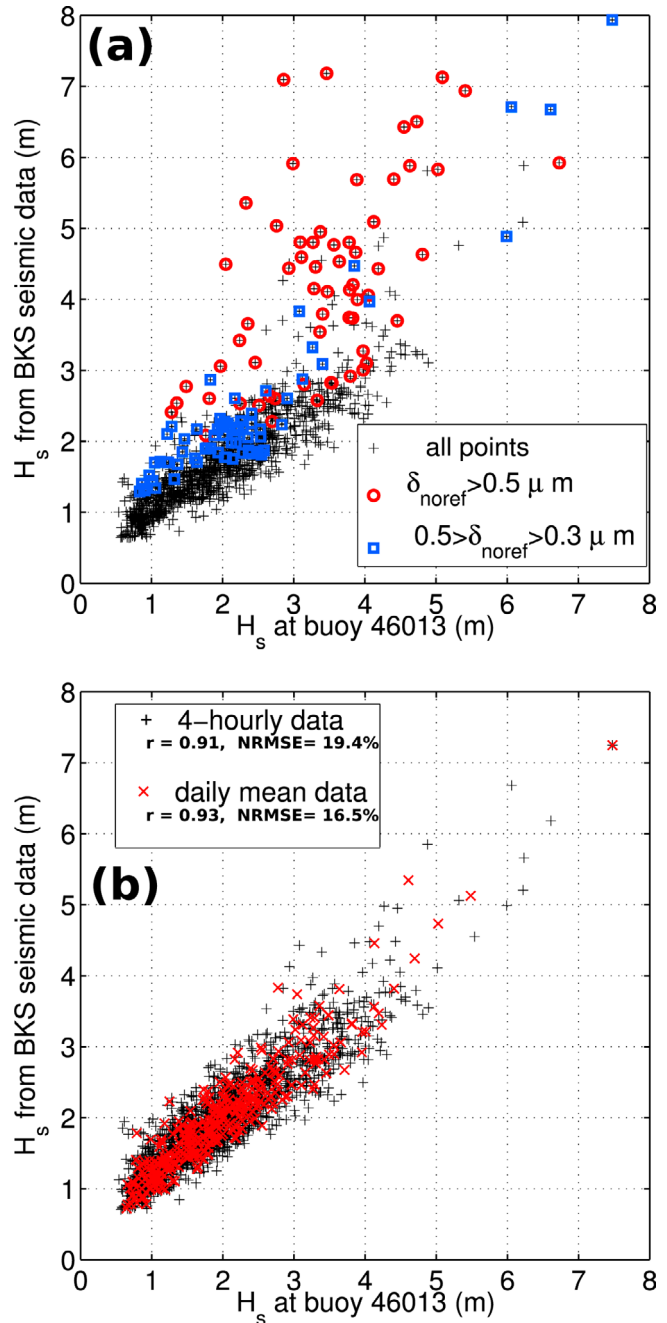 (a)
8
7
6
5
4
3
2
1
0
H_s from BKS seismic data (m)
all points
δ_noref>0.5 μ m
0.5>δ_noref>0.3 μ m
0 1 2 3 4 5 6 7 8
H_s at buoy 46013 (m)
8
7
6
5
4
3
2
1
0
H_s from BKS seismic data (m)
4-hourly data
r = 0.91, NRMSE= 19.4%
daily mean data
r = 0.93, NRMSE= 16.5%
(b)
0 1 2 3 4 5 6 7 8
H_s at buoy 46013 (m)